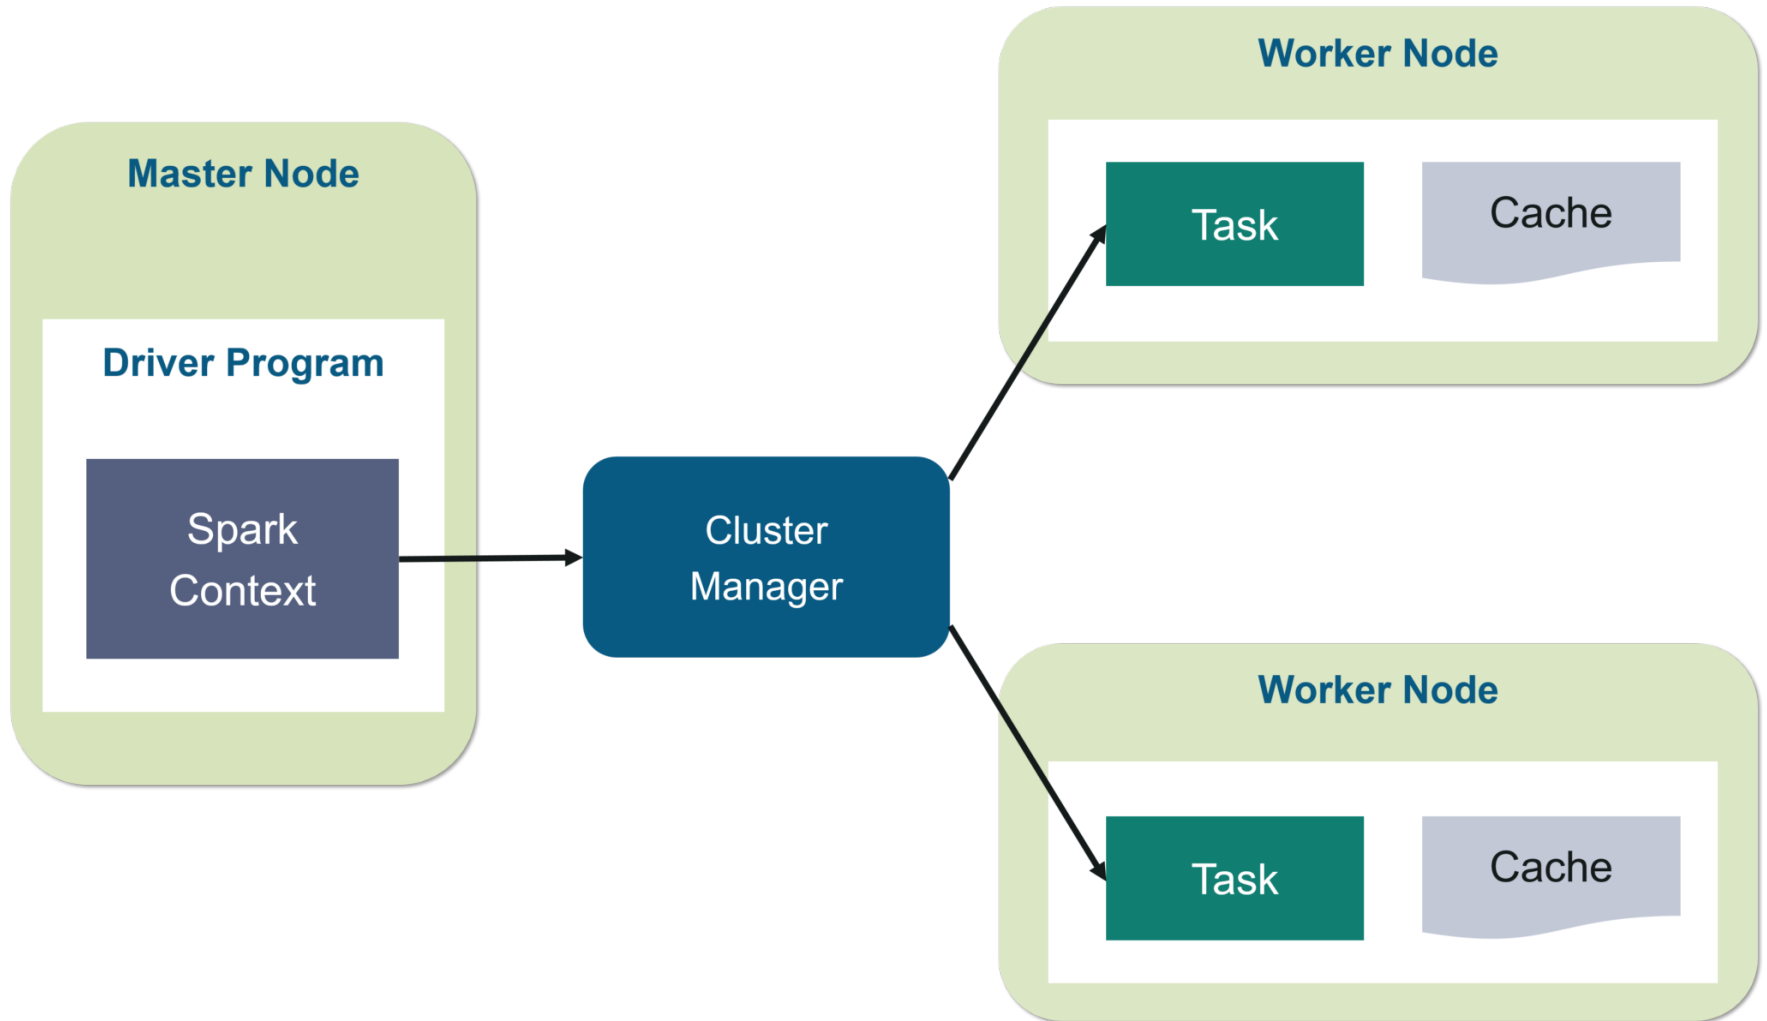 Master Node
Driver Program
Spark
Context
Cluster
Manager
Worker Node
Task
Cache
Worker Node
Task
Cache